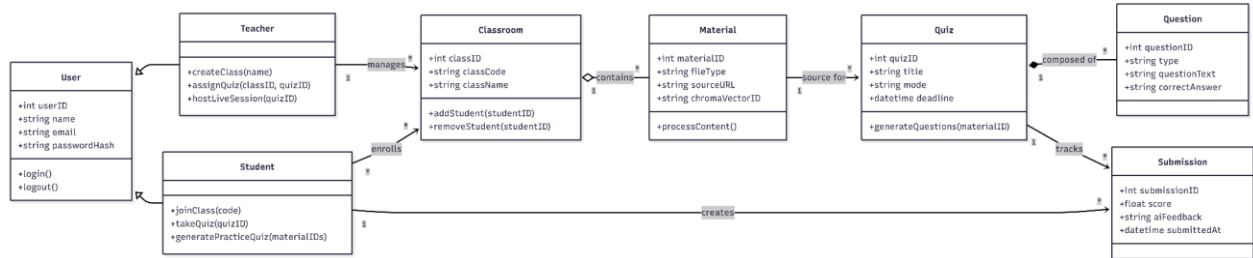 User
+int userID
+string name
+string email
+string passwordHash
+login()
+logout()
Teacher
+createClass(name)
+assignQuiz(classID, quizID)
+hostLiveSession(quizID)
Student
+joinClass(code)
+takeQuiz(quizID)
+generatePracticeQuiz(materialIDs)
manages
1
*
enrolls
*
*
Classroom
+int classID
+string classCode
+string className
+addStudent(studentID)
+removeStudent(studentID)
contains
1
*
Material
+int materialID
+string fileType
+string sourceURL
+string chromaVectorID
+processContent()
source for
1
*
Quiz
+int quizID
+string title
+string mode
+datetime deadline
+generateQuestions(materialID)
composed of
1
*
Question
+int questionID
+string type
+string questionText
+string correctAnswer
tracks
1
*
creates
1
*
Submission
+int submissionID
+float score
+string aiFeedback
+datetime submittedAt